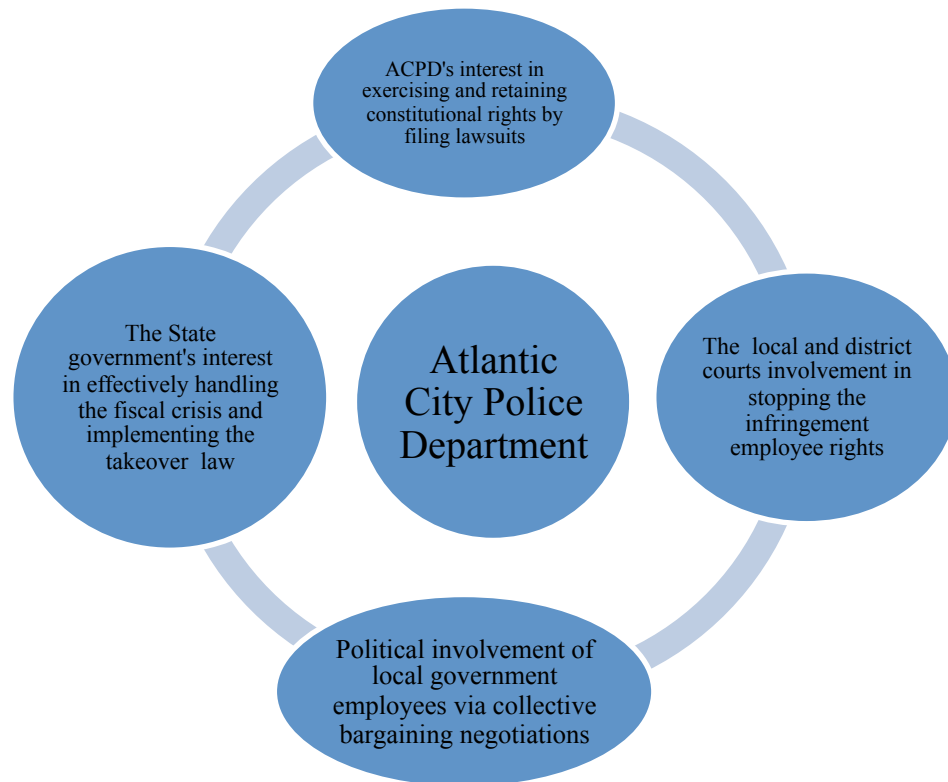 ACPD's interest in
exercising and retaining
constitutional rights by
filing lawsuits
The State
government's interest
in effectively handling
the fiscal crisis and
implementing the
takeover law
Atlantic
City Police
Department
The local and district
courts involvement in
stopping the
infringement
employee rights
Political involvement of
local government
employees via collective
bargaining negotiations